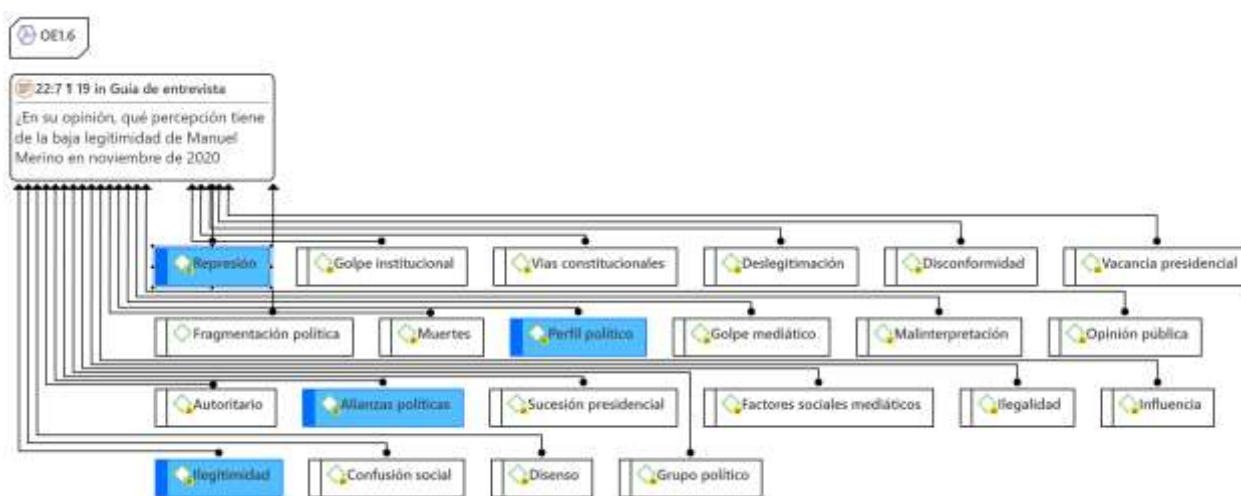 OE1.6
22:7 ¶ 19 in Guia de entrevista
¿En su opinión, qué percepción tiene
de la baja legitimidad de Manuel
Merino en noviembre de 2020
Represión
Golpe institucional
Vías constitucionales
Deslegitimación
Disconformidad
Vacancia presidencial
Fragmentación política
Muertes
Perfil político
Golpe mediático
Malinterpretación
Opinión pública
Autoritario
Alianzas políticas
Sucesión presidencial
Factores sociales mediáticos
Ilegalidad
Influencia
Ilegitimidad
Confusión social
Disenso
Grupo político